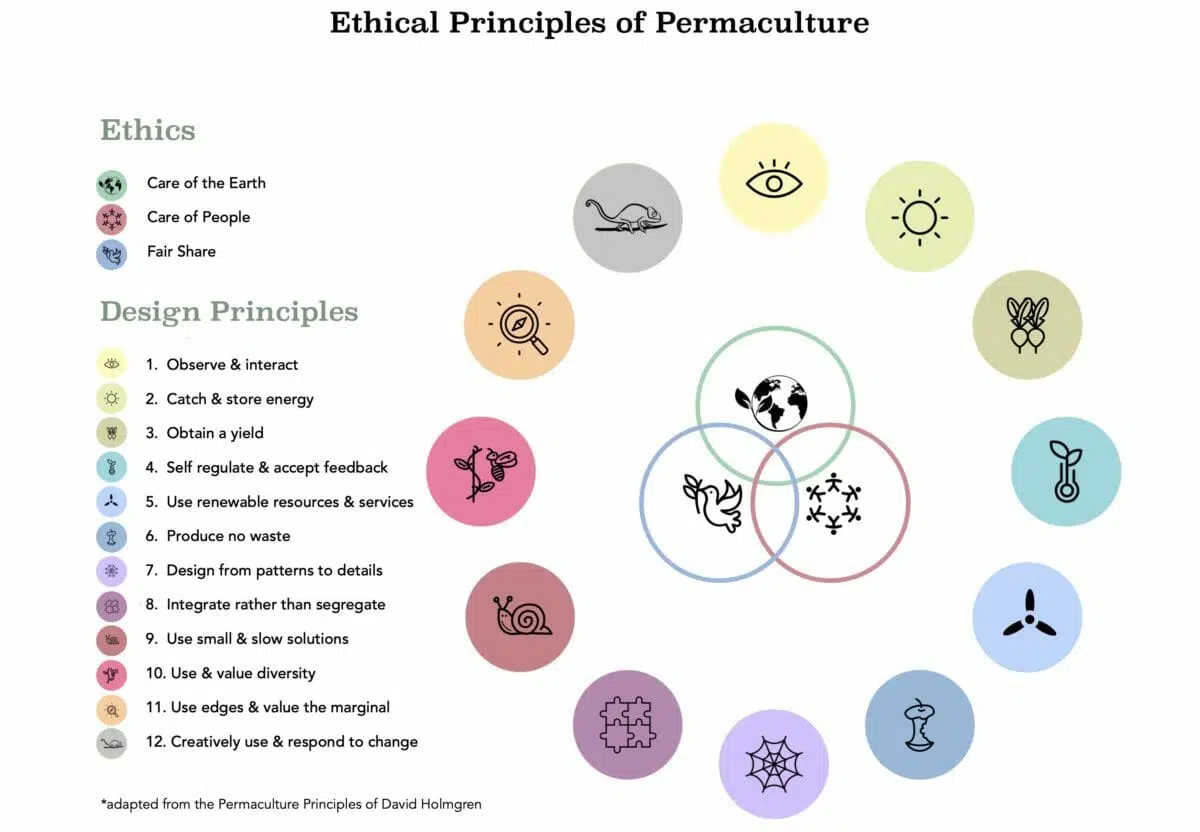 Ethical Principles of Permaculture
Ethics
Care of the Earth
Care of People
Fair Share
Design Principles
1. Observe & interact
2. Catch & store energy
3. Obtain a yield
4. Self regulate & accept feedback
5. Use renewable resources & services
6. Produce no waste
7. Design from patterns to details
8. Integrate rather than segregate
9. Use small & slow solutions
10. Use & value diversity
11. Use edges & value the marginal
12. Creatively use & respond to change
*adapted from the Permaculture Principles of David Holmgren